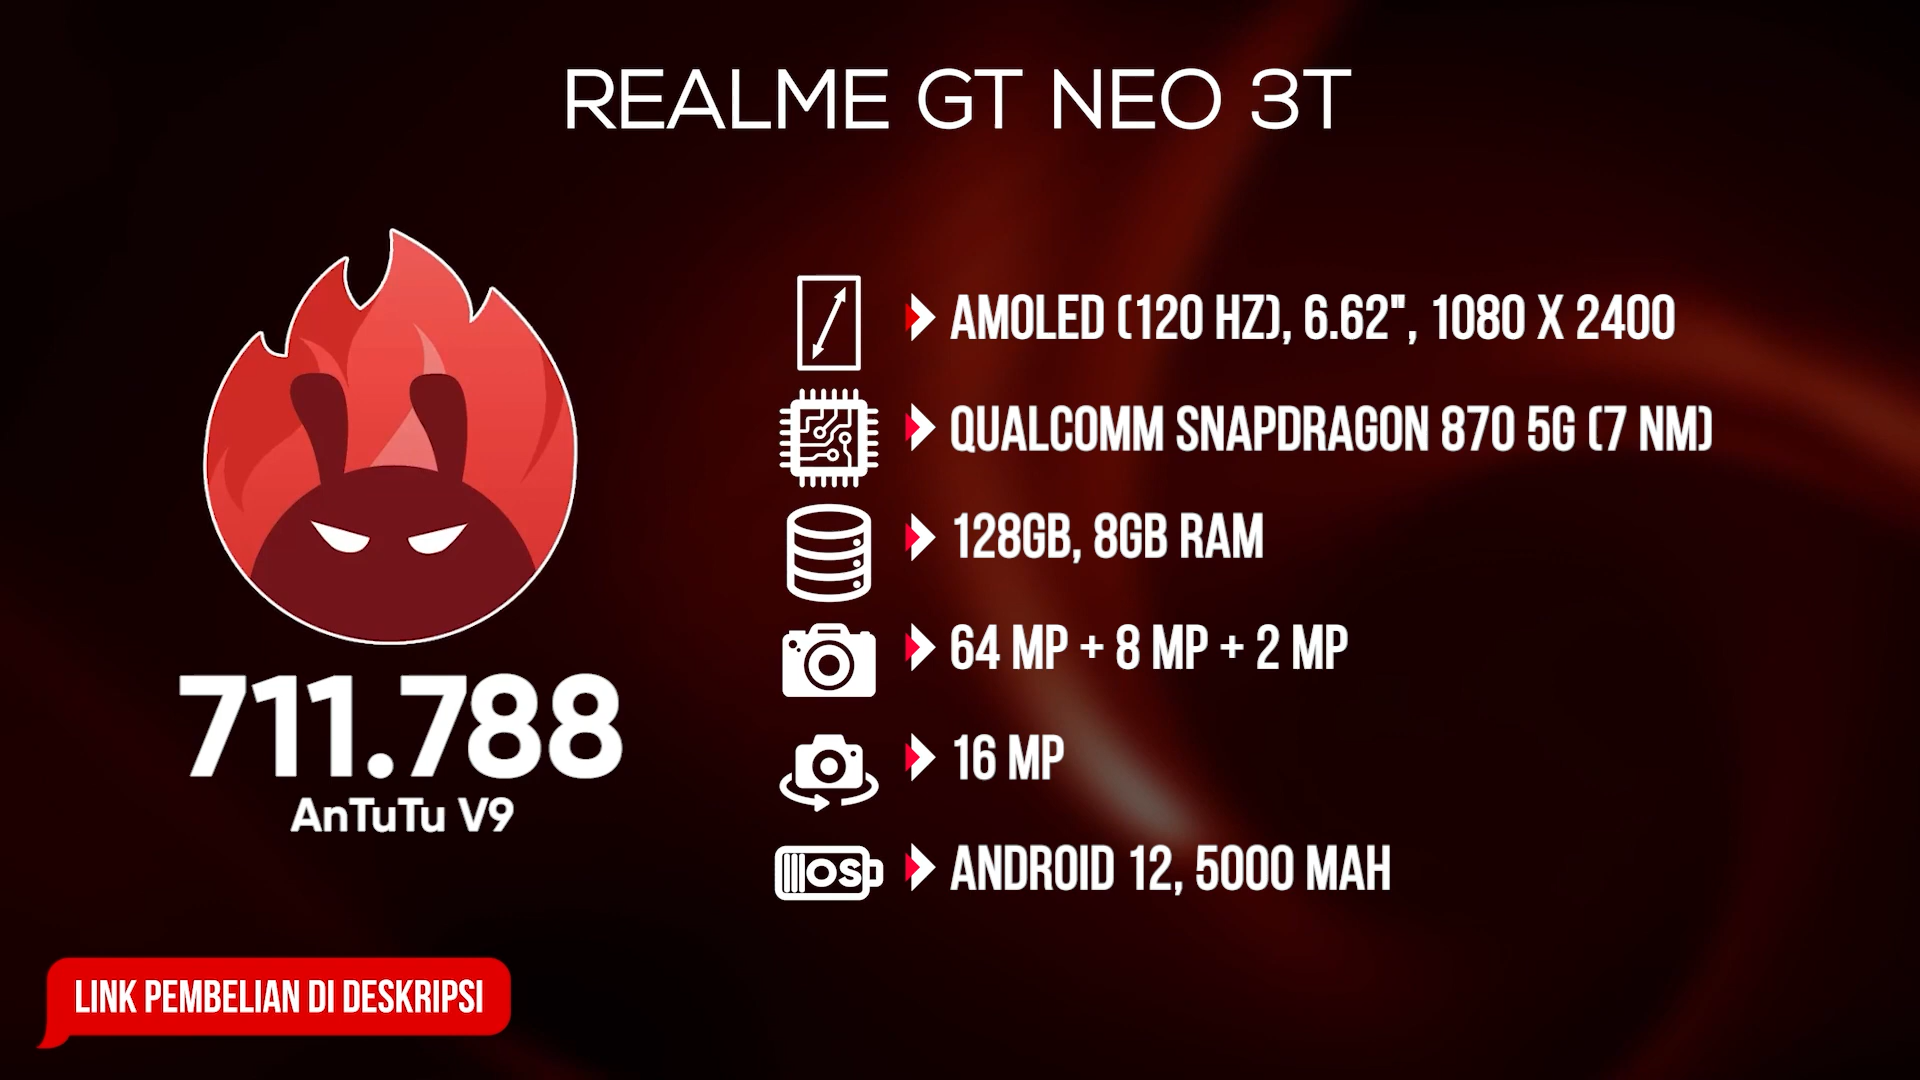 REALME GT NEO 3T
711.788
AnTuTu V9
AMOLED (120 HZ), 6.62", 1080 X 2400
QUALCOMM SNAPDRAGON 870 5G (7 NM)
128GB, 8GB RAM
64 MP + 8 MP + 2 MP
16 MP
OS
ANDROID 12, 5000 MAH
LINK PEMBELIAN DI DESKRIPSI